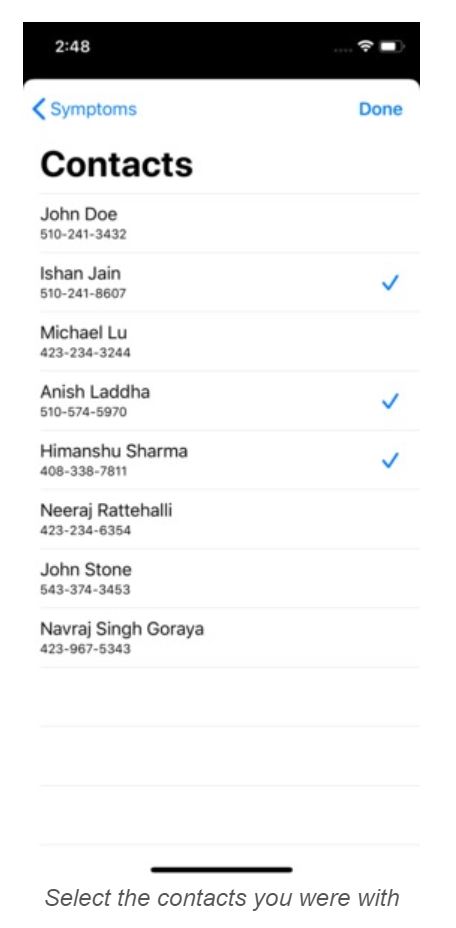 2:48
Symptoms
Done
Contacts
John Doe
510-241-3432
Ishan Jain
510-241-8607
Michael Lu
423-234-3244
Anish Laddha
510-574-5970
Himanshu Sharma
408-338-7811
Neeraj Rattehalli
423-234-6354
John Stone
543-374-3453
Navraj Singh Goraya
423-967-5343
Select the contacts you were with